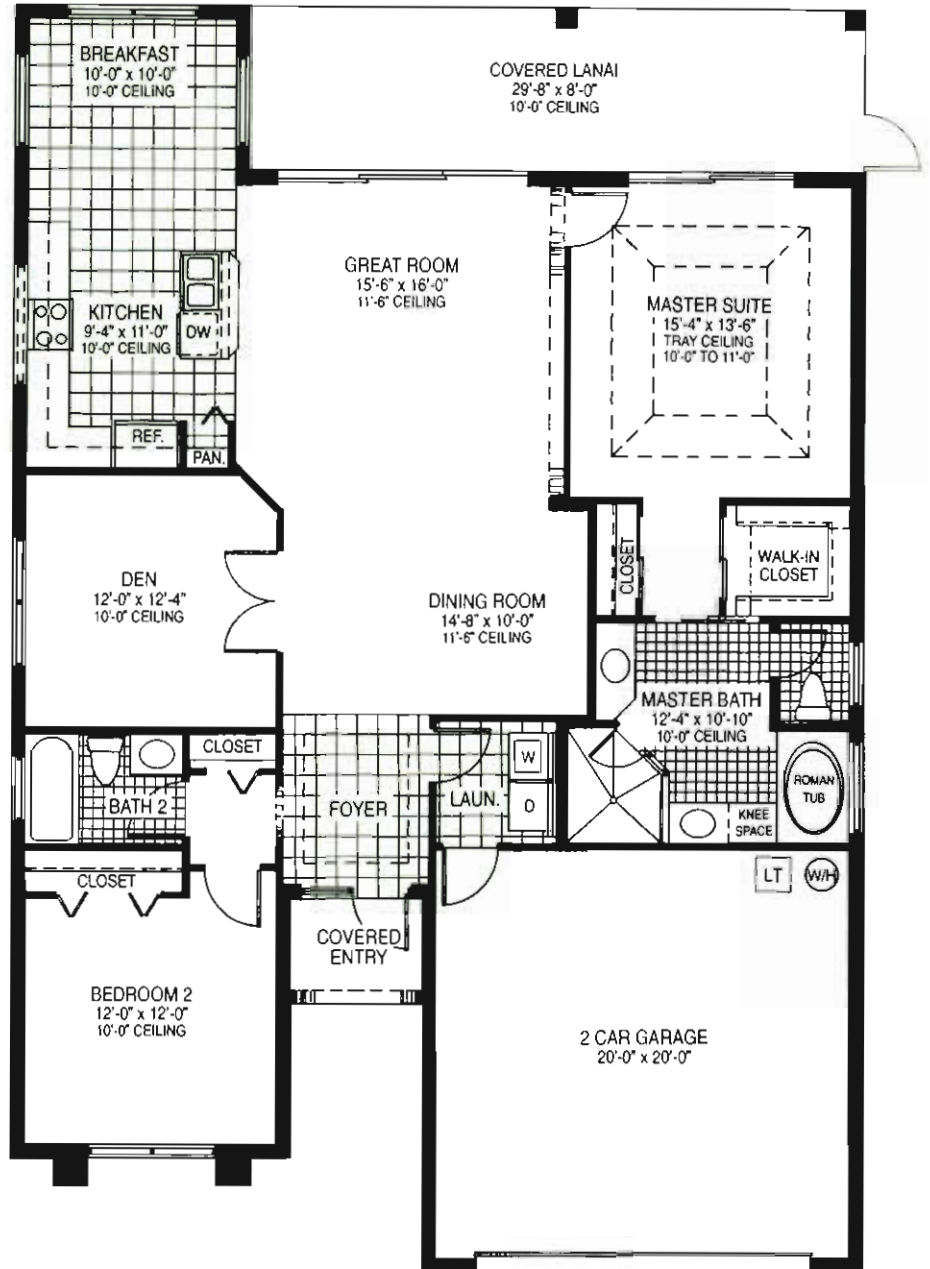 BREAKFAST
10'-0" x 10'-0"
10'-0" CEILING
COVERED LANAI
29'-8" x 8'-0"
10'-0" CEILING
GREAT ROOM
15'-6" x 16'-0"
11'-6" CEILING
KITCHEN
9'-4" x 11'-0"
10'-0" CEILING
DW
REF.
PAN.
MASTER SUITE
15'-4" x 13'-6"
TRAY CEILING
10'-0" TO 11'-0"
CLOSET
WALK-IN
CLOSET
DEN
12'-0" x 12'-4"
10'-0" CEILING
DINING ROOM
14'-8" x 10'-0"
11'-6" CEILING
MASTER BATH
12'-4" x 10'-10"
10'-0" CEILING
ROMAN
TUB
KNEE
SPACE
CLOSET
BATH 2
FOYER
LAUN.
W
D
CLOSET
COVERED
ENTRY
LT
W/H
BEDROOM 2
12'-0" x 12'-0"
10'-0" CEILING
2 CAR GARAGE
20'-0" x 20'-0"